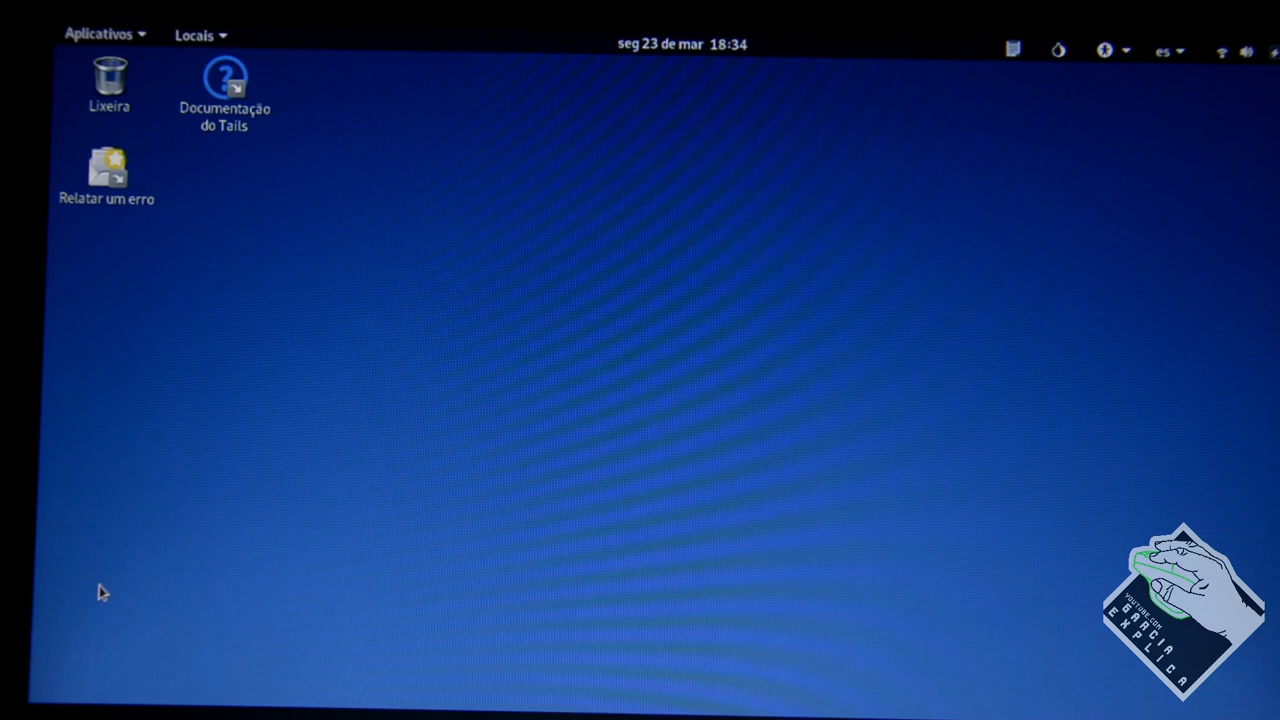 Aplicativos
Locais
seg 23 de mar 18:34
es
Lixeira
Documentação
do Tails
Relatar um erro
YOUTUBE.COM
GARCIA
EXPLICA